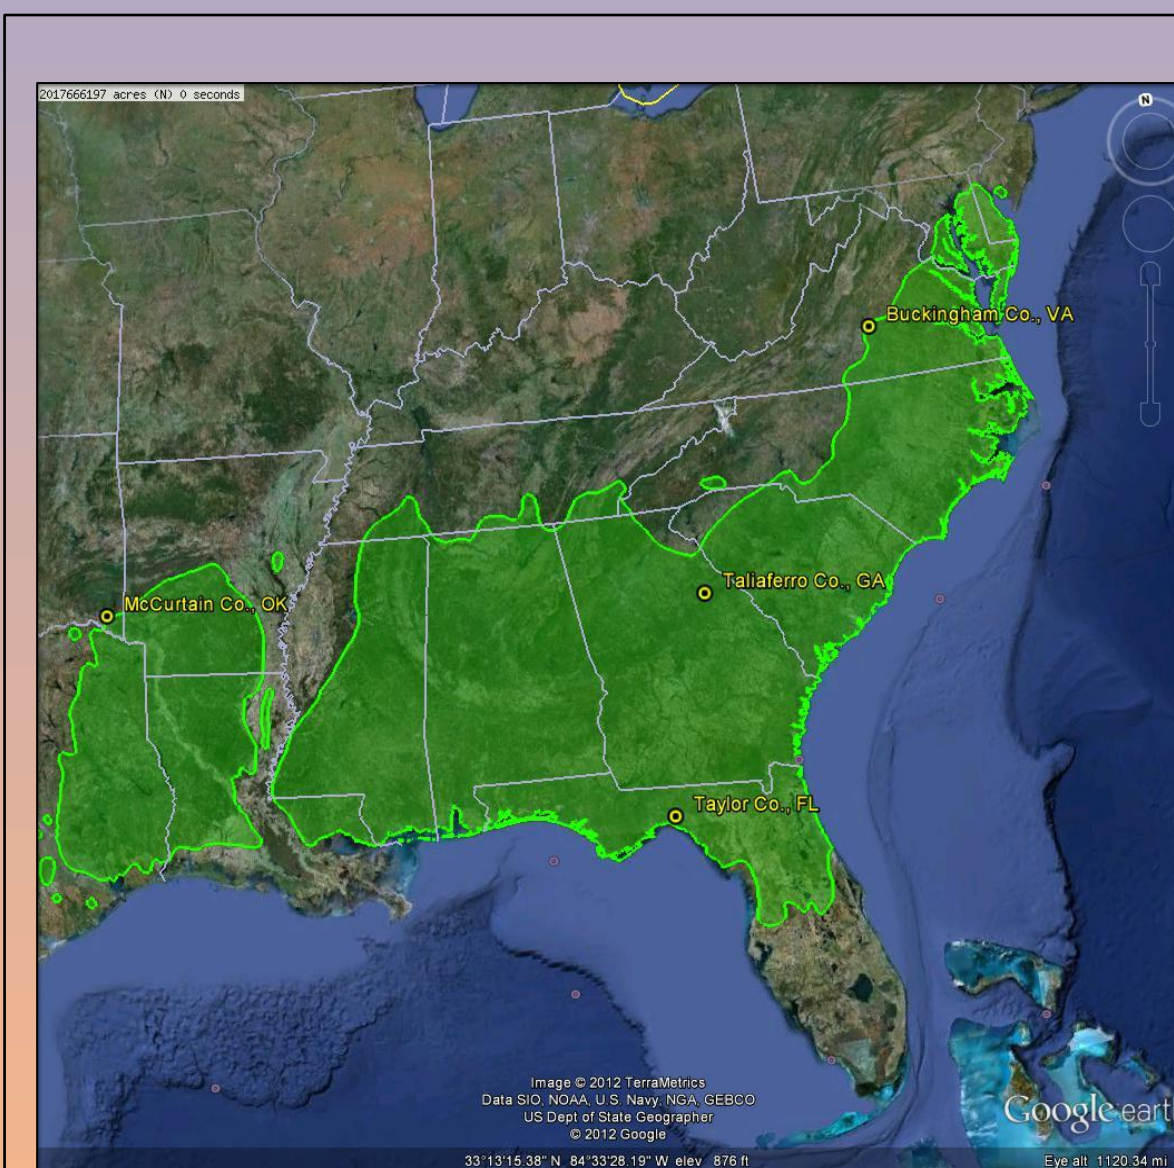 2017666197 acres (N) 0 seconds
N
Buckingham Co., VA
Taliaferro Co., GA
McCurtain Co., OK
Taylor Co., FL
Image © 2012 TerraMetrics
Data SIO, NOAA, U.S. Navy, NGA, GEBCO
US Dept of State Geographer
© 2012 Google
Google eart
33°13'15.38" N 84°33'28.19" W elev 876 ft
Eye alt 1120.34 mi